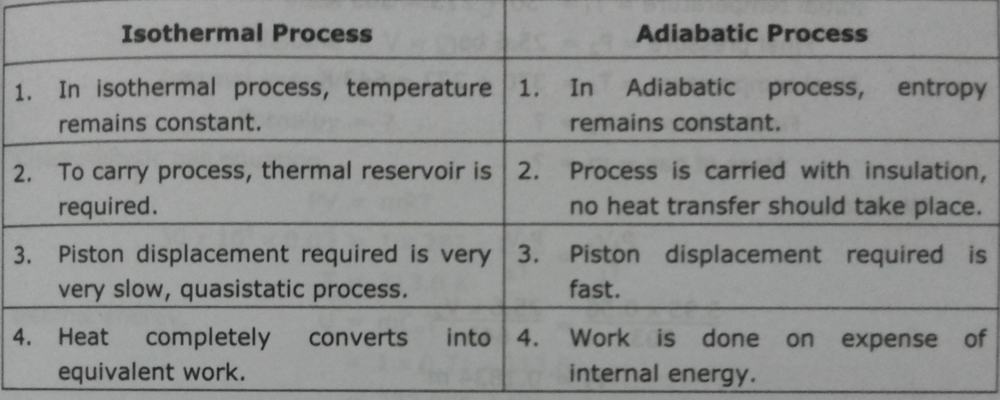 Isothermal Process
Adiabatic Process
1. In isothermal process, temperature
remains constant.
1. In Adiabatic process, entropy
remains constant.
2. To carry process, thermal reservoir is
required.
2. Process is carried with insulation,
no heat transfer should take place.
3. Piston displacement required is very
very slow, quasistatic process.
3. Piston displacement required is
fast.
4. Heat completely converts into
equivalent work.
4. Work is done on expense of
internal energy.